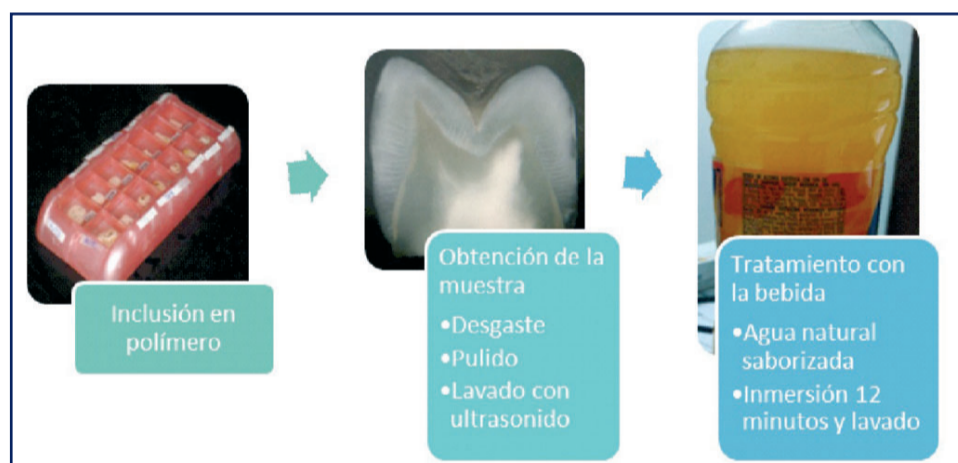 Inclusión en
polímero
Obtención de la
muestra
•Desgaste
•Pulido
•Lavado con
ultrasonido
Tratamiento con
la bebida
•Agua natural
saborizada
•Inmersión 12
minutos y lavado